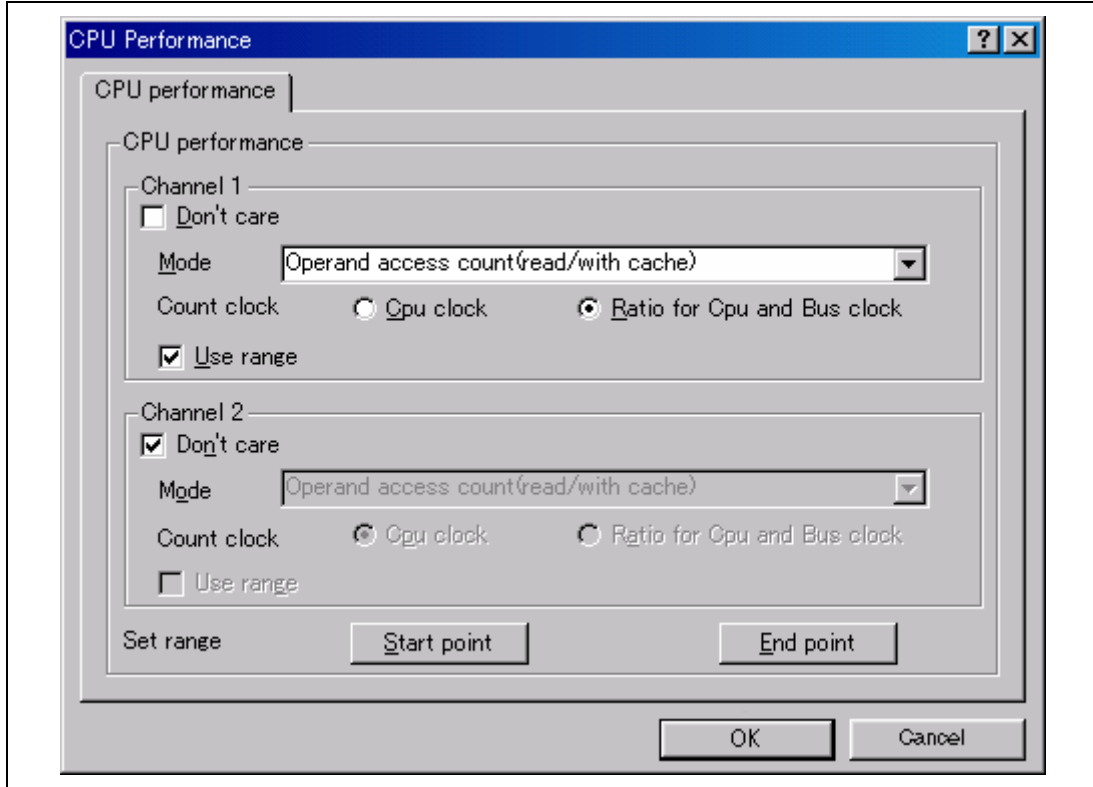 CPU Performance
CPU performance
CPU performance
Channel 1
Don't care
Mode Operand access count(read/with cache)
Count clock Cpu clock Ratio for Cpu and Bus clock
Use range
Channel 2
Don't care
Mode Operand access count(read/with cache)
Count clock Cpu clock Ratio for Cpu and Bus clock
Use range
Set range Start point End point
OK Cancel